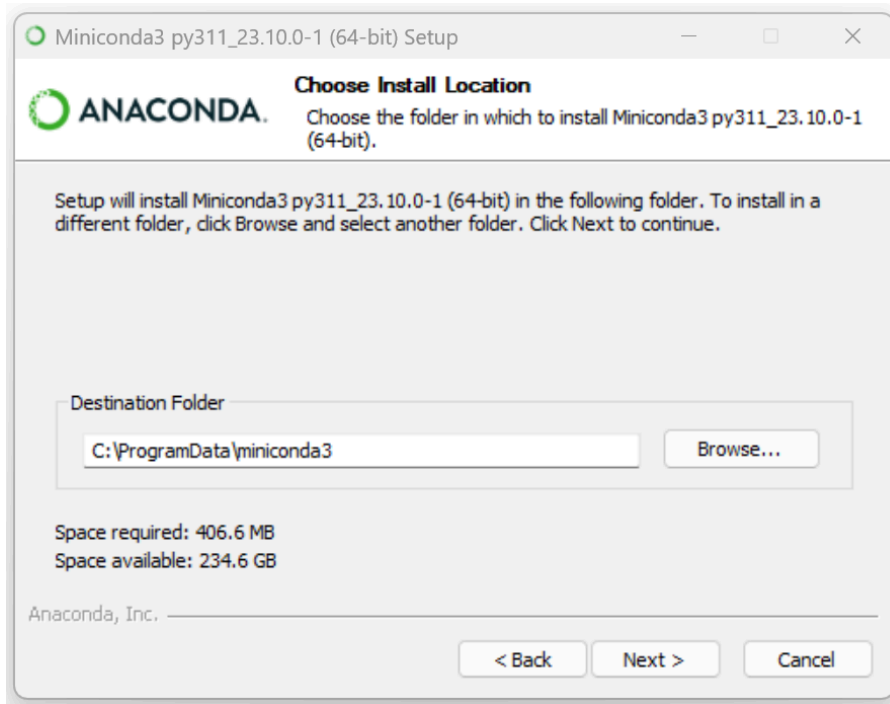 Miniconda3 py311_23.10.0-1 (64-bit) Setup
ANACONDA.
Choose Install Location
Choose the folder in which to install Miniconda3 py311_23.10.0-1
(64-bit).
Setup will install Miniconda3 py311_23.10.0-1 (64-bit) in the following folder. To install in a
different folder, click Browse and select another folder. Click Next to continue.
Destination Folder
C:\ProgramData\miniconda3
Browse...
Space required: 406.6 MB
Space available: 234.6 GB
Anaconda, Inc.
< Back
Next >
Cancel